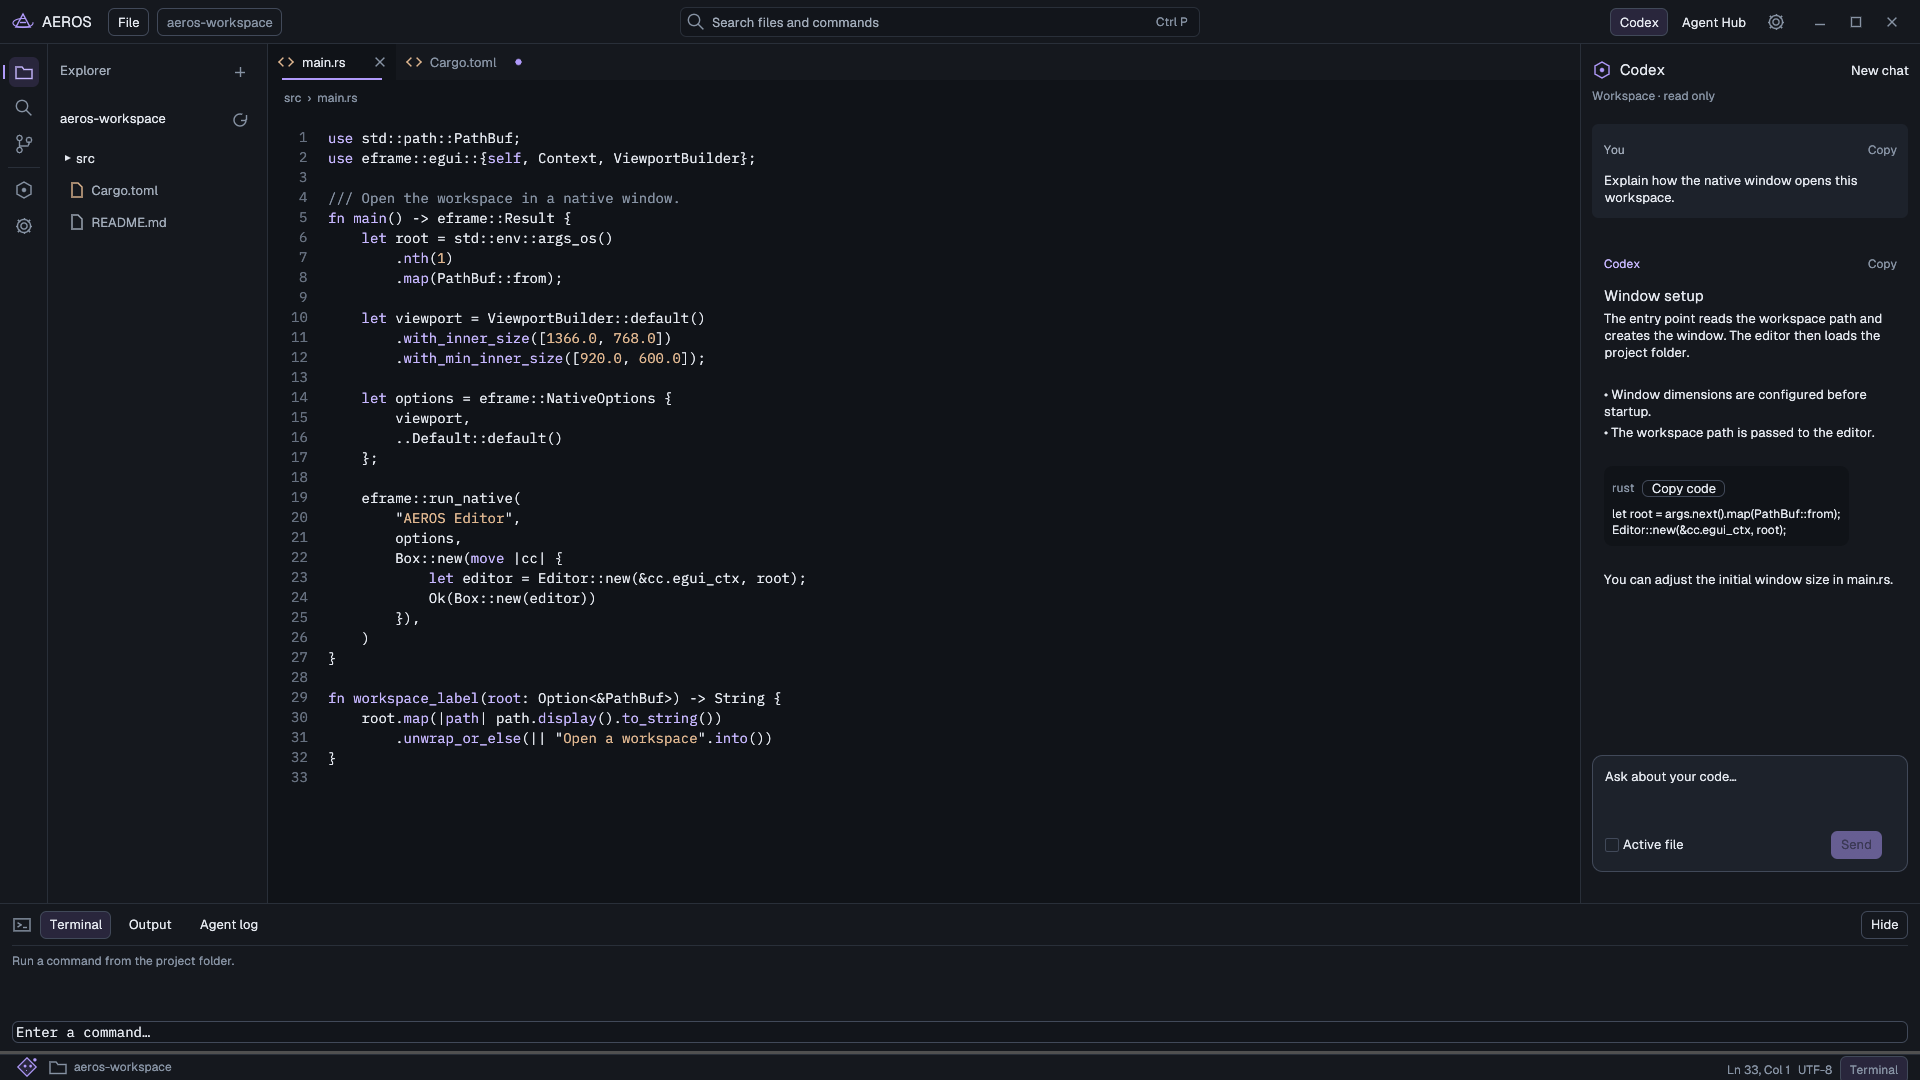 AEROS File aeros-workspace Search files and commands Ctrl P Codex Agent Hub
Explorer +
aeros-workspace
src
Cargo.toml
README.md
main.rs Cargo.toml
src › main.rs
1 use std::path::PathBuf;
2 use eframe::egui::{self, Context, ViewportBuilder};
3
4 /// Open the workspace in a native window.
5 fn main() -> eframe::Result {
6     let root = std::env::args_os()
7         .nth(1)
8         .map(PathBuf::from);
9
10     let viewport = ViewportBuilder::default()
11         .with_inner_size([1366.0, 768.0])
12         .with_min_inner_size([920.0, 600.0]);
13
14     let options = eframe::NativeOptions {
15         viewport,
16         ..Default::default()
17     };
18
19     eframe::run_native(
20         "AEROS Editor",
21         options,
22         Box::new(move |cc| {
23             let editor = Editor::new(&cc.egui_ctx, root);
24             Ok(Box::new(editor))
25         }),
26     )
27 }
28
29 fn workspace_label(root: Option<&PathBuf>) -> String {
30     root.map(|path| path.display().to_string())
31         .unwrap_or_else(|| "Open a workspace".into())
32 }
33
Codex New chat
Workspace · read only
You Copy
Explain how the native window opens this
workspace.
Codex Copy
Window setup
The entry point reads the workspace path and
creates the window. The editor then loads the
project folder.
• Window dimensions are configured before
startup.
• The workspace path is passed to the editor.
rust Copy code
let root = args.next().map(PathBuf::from);
Editor::new(&cc.egui_ctx, root);
You can adjust the initial window size in main.rs.
Ask about your code…
Active file Send
Terminal Output Agent log Hide
Run a command from the project folder.
Enter a command…
aeros-workspace Ln 33, Col 1 UTF-8 Terminal